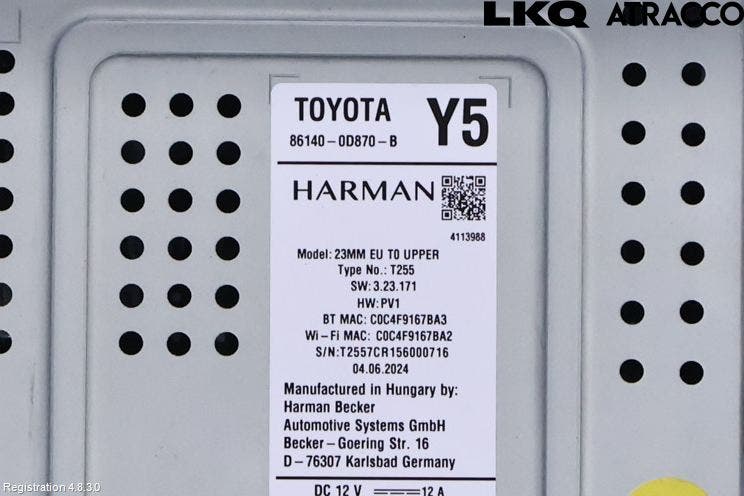 LKQ ATRACCO
TOYOTA Y5
86140-0D870-B
HARMAN
4113988
Model: 23MM EU T0 UPPER
Type No.: T255
SW: 3.23.171
HW: PV1
BT MAC: C0C4F9167BA3
Wi-Fi MAC: C0C4F9167BA2
S/N:T2557CR156000716
04.06.2024
Manufactured in Hungary by:
Harman Becker
Automotive Systems GmbH
Becker-Goering Str. 16
D-76307 Karlsbad Germany
DC 12 V 12 A
Registration 4.8.3.0